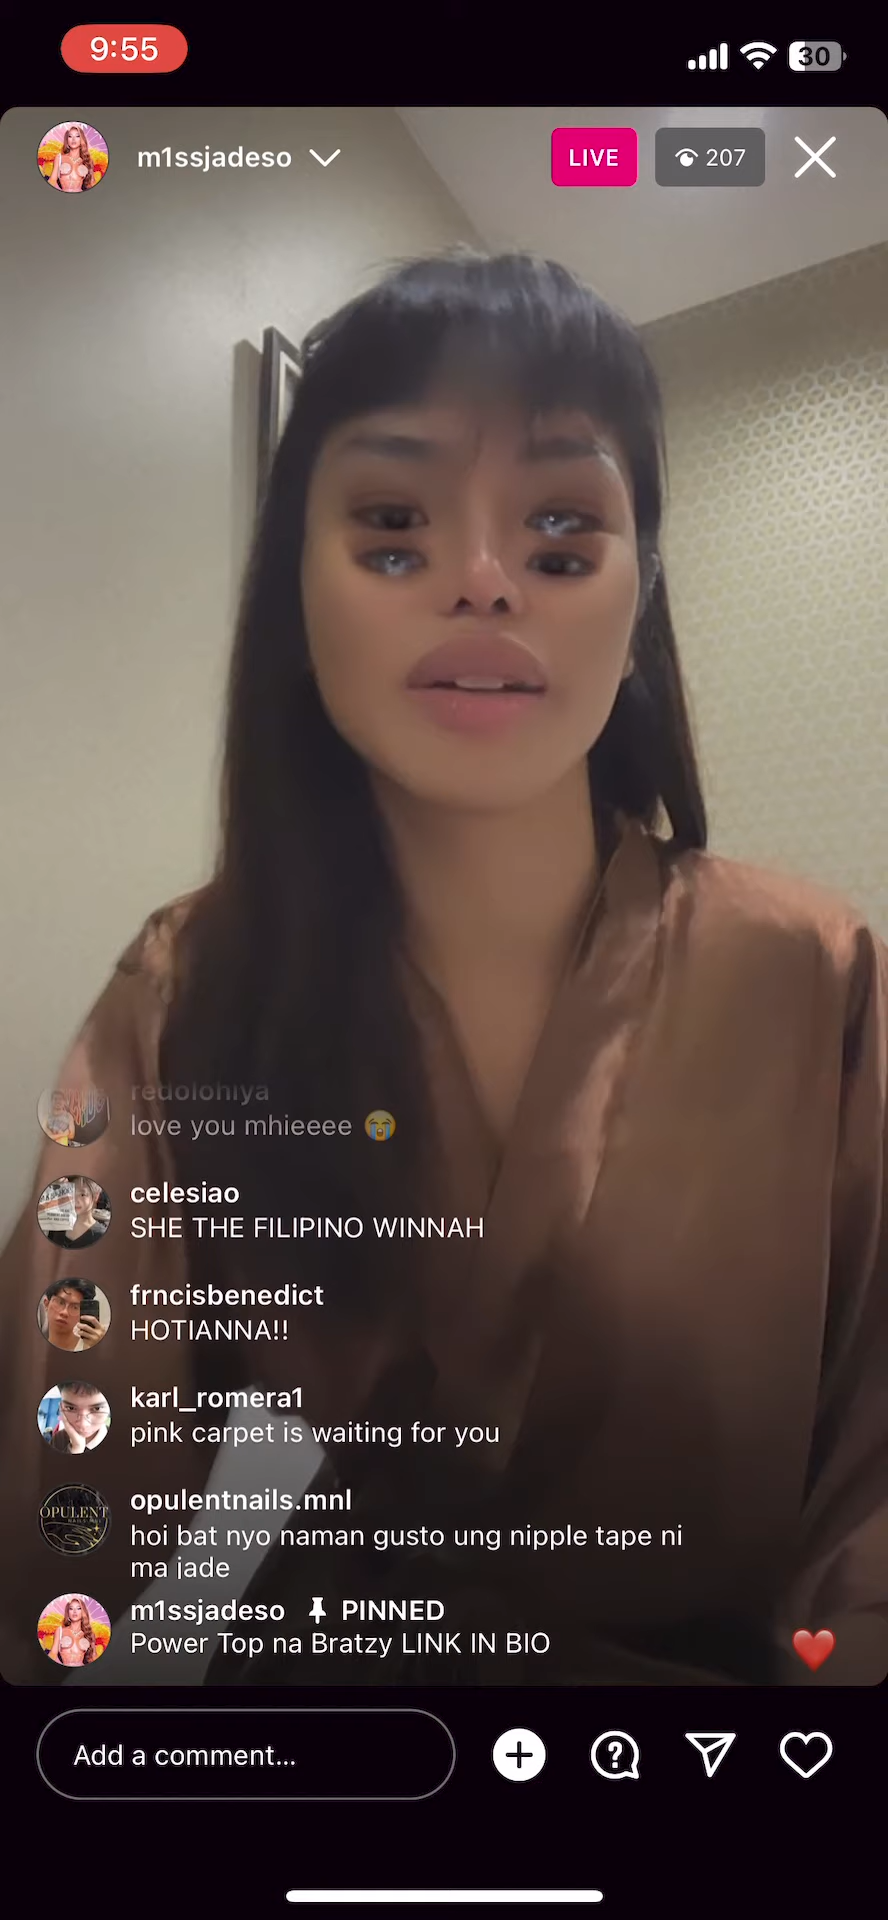 9:55
30
m1ssjadeso
LIVE
207
redolohiya
love you mhieeee 😭
celesiao
SHE THE FILIPINO WINNAH
frncisbenedict
HOTIANNA!!
karl_romera1
pink carpet is waiting for you
OPULENT
opulentnails.mnl
hoi bat nyo naman gusto ung nipple tape ni
ma jade
m1ssjadeso PINNED
Power Top na Bratzy LINK IN BIO
Add a comment...